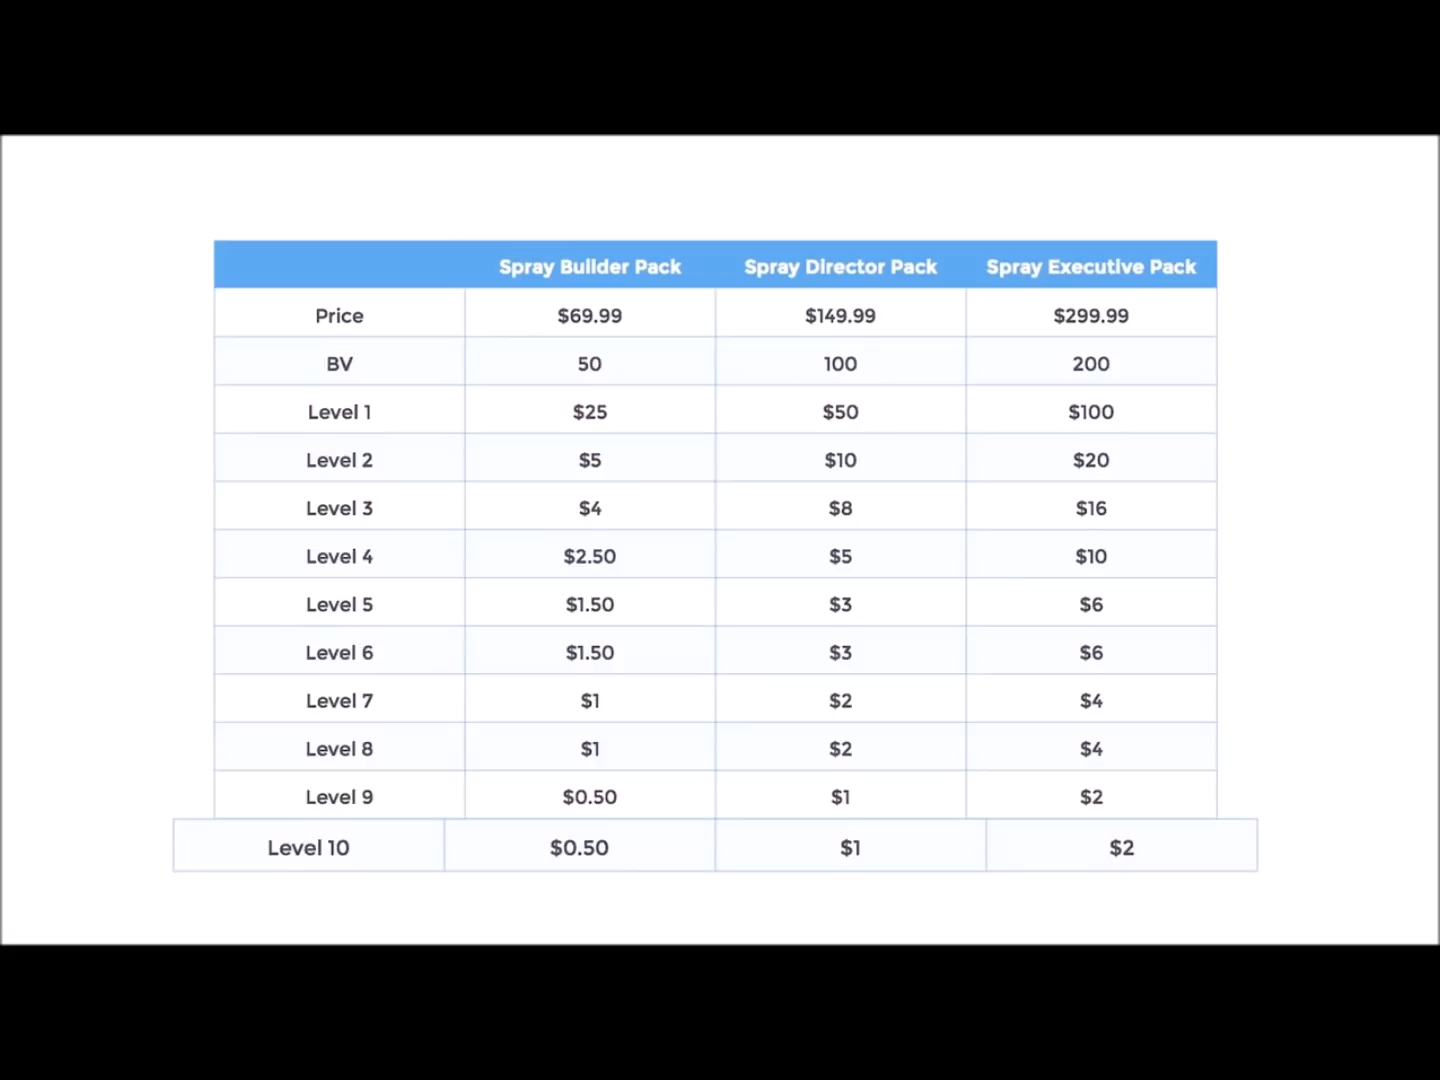 Spray Builder Pack Spray Director Pack Spray Executive Pack
Price $69.99 $149.99 $299.99
BV 50 100 200
Level 1 $25 $50 $100
Level 2 $5 $10 $20
Level 3 $4 $8 $16
Level 4 $2.50 $5 $10
Level 5 $1.50 $3 $6
Level 6 $1.50 $3 $6
Level 7 $1 $2 $4
Level 8 $1 $2 $4
Level 9 $0.50 $1 $2
Level 10 $0.50 $1 $2